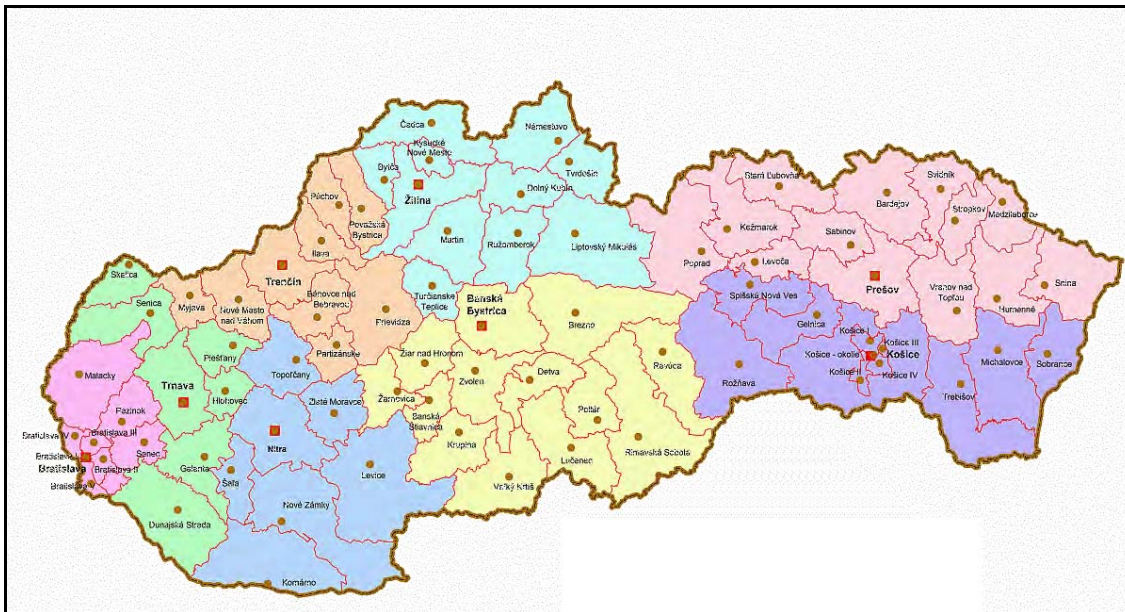 Čadca
Námestovo
Kysucké
Nové Mesto
Tvrdošín
Bytča
Dolný Kubín
Žilina
Púchov
Považská
Bystrica
Martin
Ružomberok
Liptovský Mikuláš
Ilava
Stará Ľubovňa
Svidník
Bardejov
Stropkov
Medzilaborce
Kežmarok
Sabinov
Poprad
Levoča
Prešov
Snina
Vranov nad
Topľou
Humenné
Skalica
Trenčín
Senica
Myjava
Nové Mesto
nad Váhom
Bánovce nad
Bebravou
Turčianske
Teplice
Prievidza
Banská
Bystrica
Brezno
Spišská Nová Ves
Gelnica
Košice I
Košice III
Košice - okolie
Košice
Košice II
Košice IV
Michalovce
Sobrance
Rožňava
Trebišov
Piešťany
Partizánske
Žiar nad Hronom
Revúca
Malacky
Topoľčany
Zvolen
Detva
Trnava
Hlohovec
Zlaté Moravce
Žarnovica
Banská
Štiavnica
Pezinok
Poltár
Bratislava IV
Bratislava III
Nitra
Krupina
Rimavská Sobota
Bratislava I
Senec
Lučenec
Bratislava
Bratislava II
Galanta
Levice
Šaľa
Bratislava V
Veľký Krtíš
Nové Zámky
Dunajská Streda
Komárno